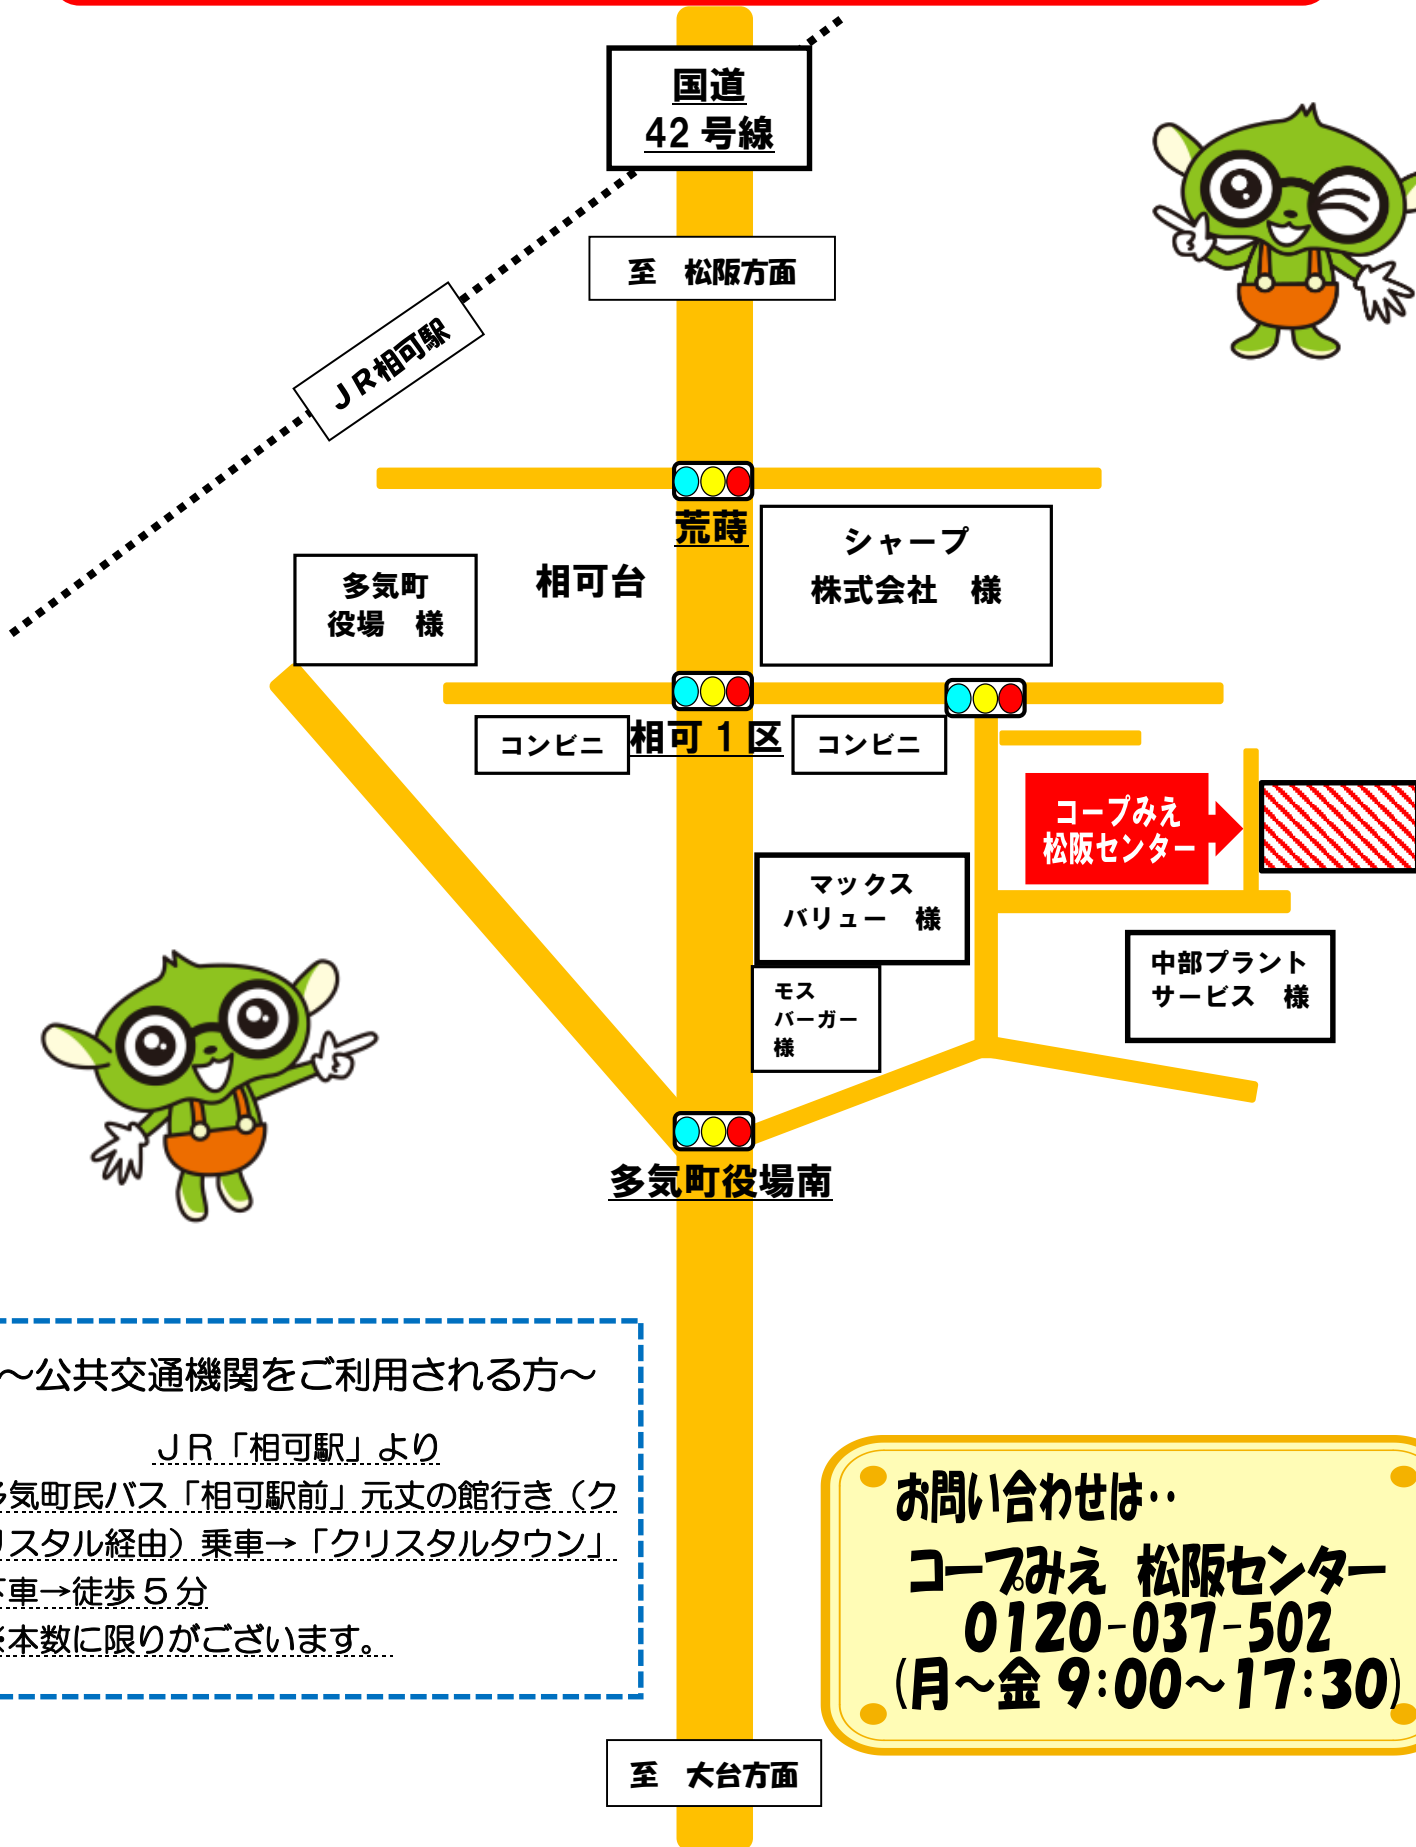 国道
42 号線
至　松阪方面
ＪＲ相可駅
荒蒔
シャープ
株式会社　様
相可台
多気町
役場　様
相可 1 区
コンビニ
コンビニ
コープみえ
松阪センター
マックス
バリュー　様
モス
バーガー
様
中部プラント
サービス　様
多気町役場南
～公共交通機関をご利用される方～
ＪＲ「相可駅」より
多気町民バス「相可駅前」元丈の館行き（ク
リスタル経由）乗車→「クリスタルタウン」
下車→徒歩５分
※本数に限りがございます。
お問い合わせは‥
コープみえ　松阪センター
0120-037-502
(月～金 9:00～17:30)
至　大台方面